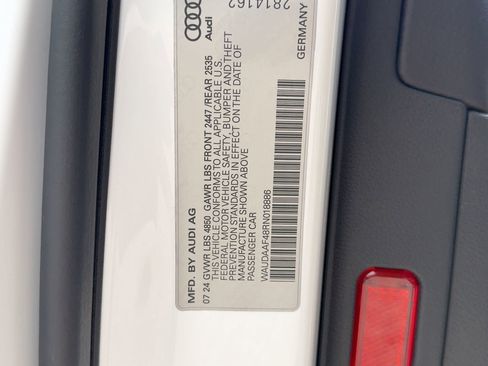 MFD. BY AUDI AG
07 24 GVWR LBS 4850 GAWR LBS FRONT 2447 /REAR 2535
THIS VEHICLE CONFORMS TO ALL APPLICABLE U.S.
FEDERAL MOTOR VEHICLE SAFETY, BUMPER AND THEFT
PREVENTION STANDARDS IN EFFECT ON THE DATE OF
MANUFACTURE SHOWN ABOVE
PASSENGER CAR
WAUDAAF48RN018886
Audi
2814162
GERMANY